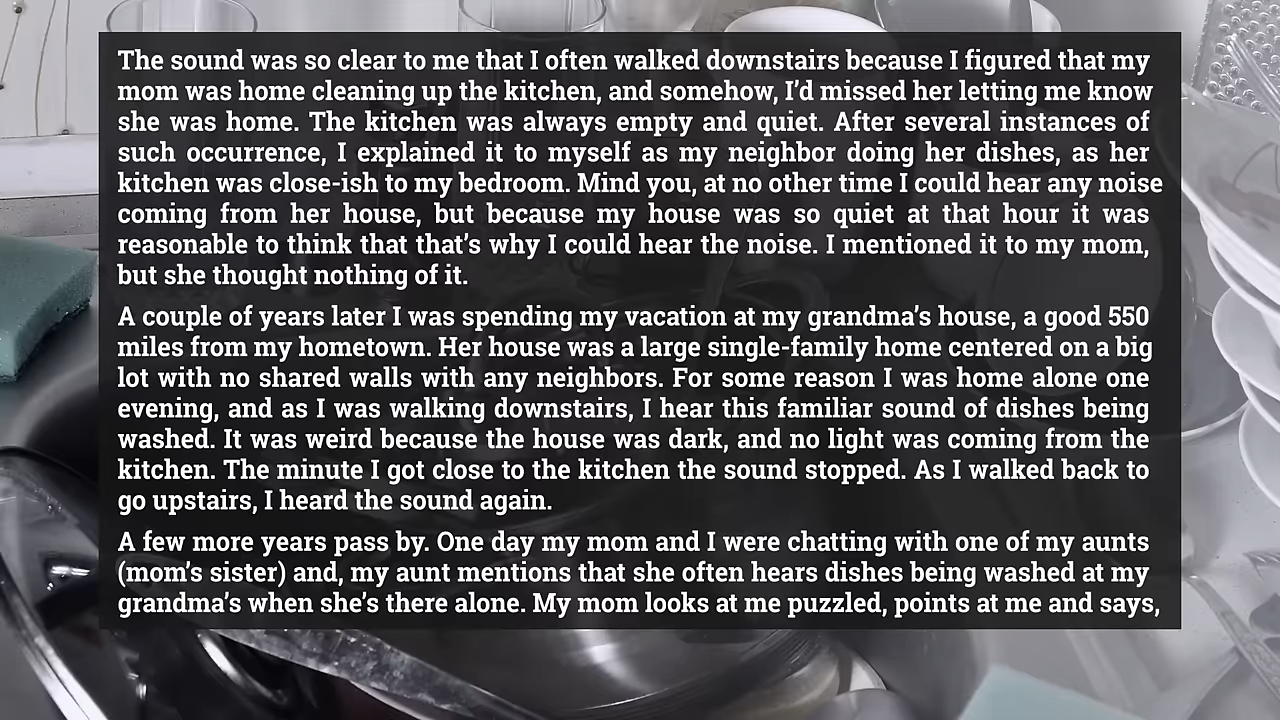 The sound was so clear to me that I often walked downstairs because I figured that my
mom was home cleaning up the kitchen, and somehow, I’d missed her letting me know
she was home. The kitchen was always empty and quiet. After several instances of
such occurrence, I explained it to myself as my neighbor doing her dishes, as her
kitchen was close-ish to my bedroom. Mind you, at no other time I could hear any noise
coming from her house, but because my house was so quiet at that hour it was
reasonable to think that that’s why I could hear the noise. I mentioned it to my mom,
but she thought nothing of it.
A couple of years later I was spending my vacation at my grandma’s house, a good 550
miles from my hometown. Her house was a large single-family home centered on a big
lot with no shared walls with any neighbors. For some reason I was home alone one
evening, and as I was walking downstairs, I hear this familiar sound of dishes being
washed. It was weird because the house was dark, and no light was coming from the
kitchen. The minute I got close to the kitchen the sound stopped. As I walked back to
go upstairs, I heard the sound again.
A few more years pass by. One day my mom and I were chatting with one of my aunts
(mom’s sister) and, my aunt mentions that she often hears dishes being washed at my
grandma’s when she’s there alone. My mom looks at me puzzled, points at me and says,